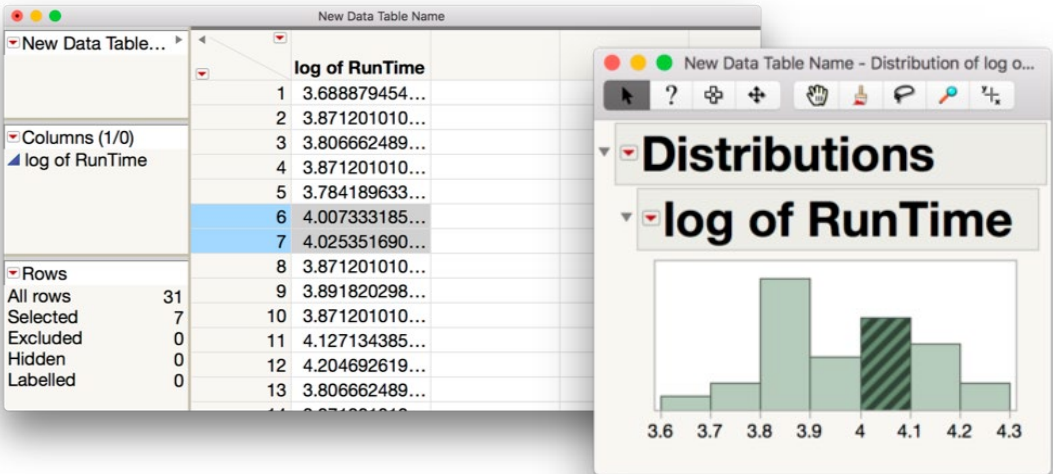 New Data Table Name
New Data Table...
log of RunTime
1 3.688879454...
2 3.871201010...
3 3.806662489...
4 3.871201010...
5 3.784189633...
6 4.007333185...
7 4.025351690...
8 3.871201010...
9 3.891820298...
10 3.871201010...
11 4.127134385...
12 4.204692619...
13 3.806662489...
Columns (1/0)
log of RunTime
Rows
All rows 31
Selected 7
Excluded 0
Hidden 0
Labelled 0
New Data Table Name - Distribution of log o...
?
Distributions
log of RunTime
3.6 3.7 3.8 3.9 4 4.1 4.2 4.3